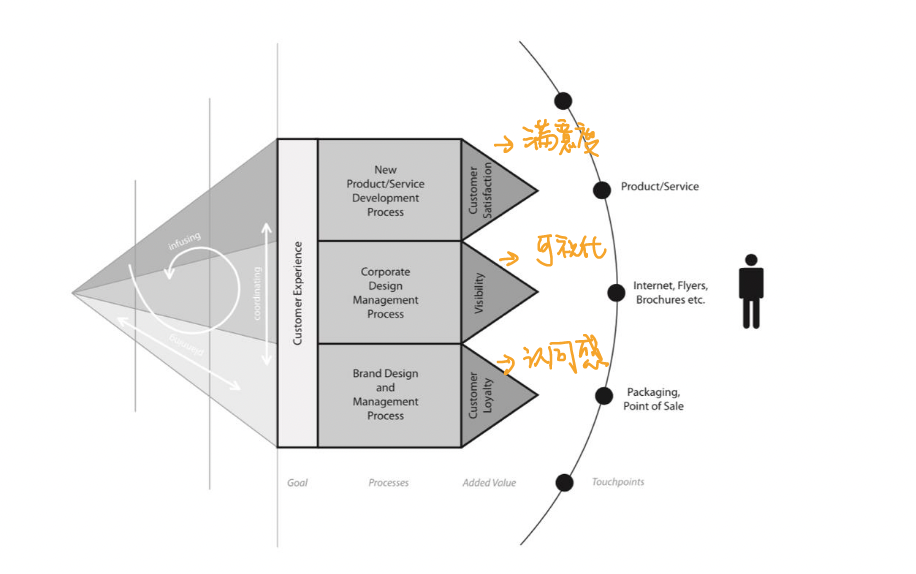 满意度
New
Product/Service
Development
Process
Customer
Satisfaction
Product/Service
infusing
coordinating
Customer Experience
可视化
Corporate
Design
Management
Process
Visibility
Internet, Flyers,
Brochures etc.
认同感
Brand Design
and
Management
Process
Customer
Loyalty
Packaging,
Point of Sale
Goal
Processes
Added Value
Touchpoints